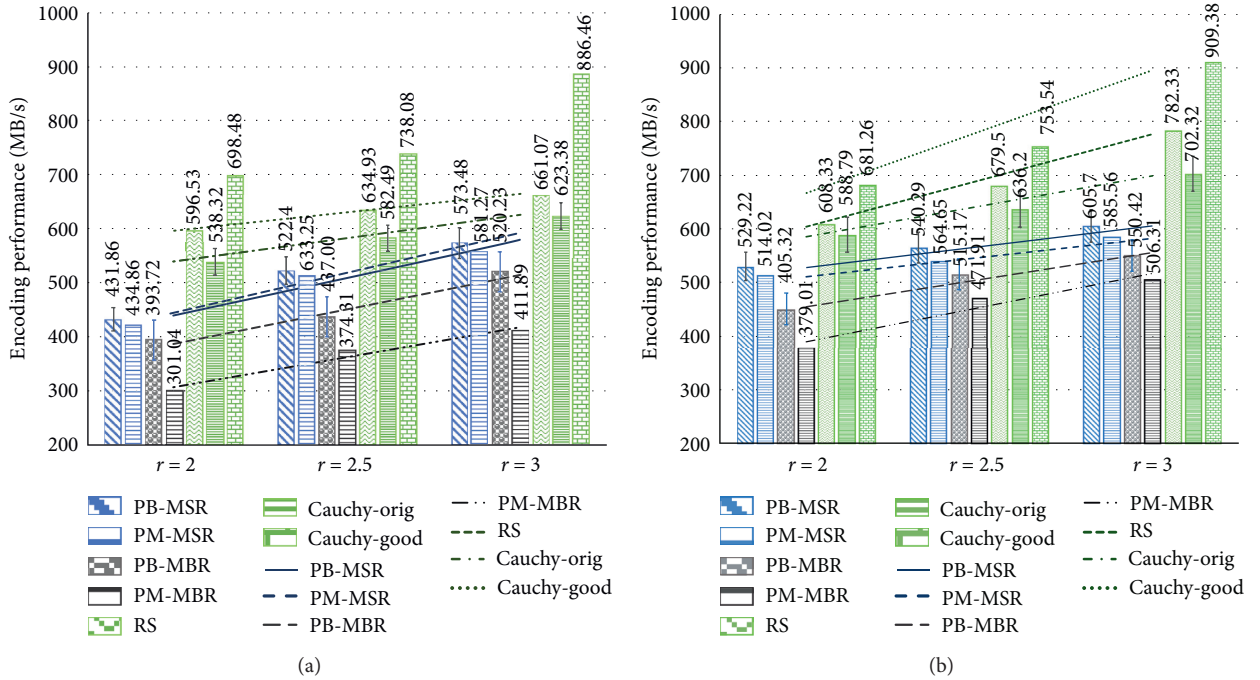 1000
900
800
700
600
500
400
300
200
Encoding performance (MB/s)
431.86
434.86
393.72
301.04
596.53
538.32
698.48
522.4
633.25
437.00
374.61
634.93
582.49
738.08
573.48
581.27
520.23
411.89
661.07
623.38
886.46
r = 2
r = 2.5
r = 3
PB-MSR
PM-MSR
PB-MBR
PM-MBR
RS
Cauchy-orig
Cauchy-good
PB-MSR
PM-MSR
PB-MBR
PM-MBR
RS
Cauchy-orig
Cauchy-good
(a)
1000
900
800
700
600
500
400
300
200
Encoding performance (MB/s)
529.22
514.02
405.32
379.01
608.33
588.79
681.26
540.29
564.65
515.17
471.91
679.5
636.2
753.54
605.7
585.56
550.42
506.31
782.33
702.32
909.38
r = 2
r = 2.5
r = 3
PB-MSR
PM-MSR
PB-MBR
PM-MBR
RS
Cauchy-orig
Cauchy-good
PB-MSR
PM-MSR
PB-MBR
PM-MBR
RS
Cauchy-orig
Cauchy-good
(b)